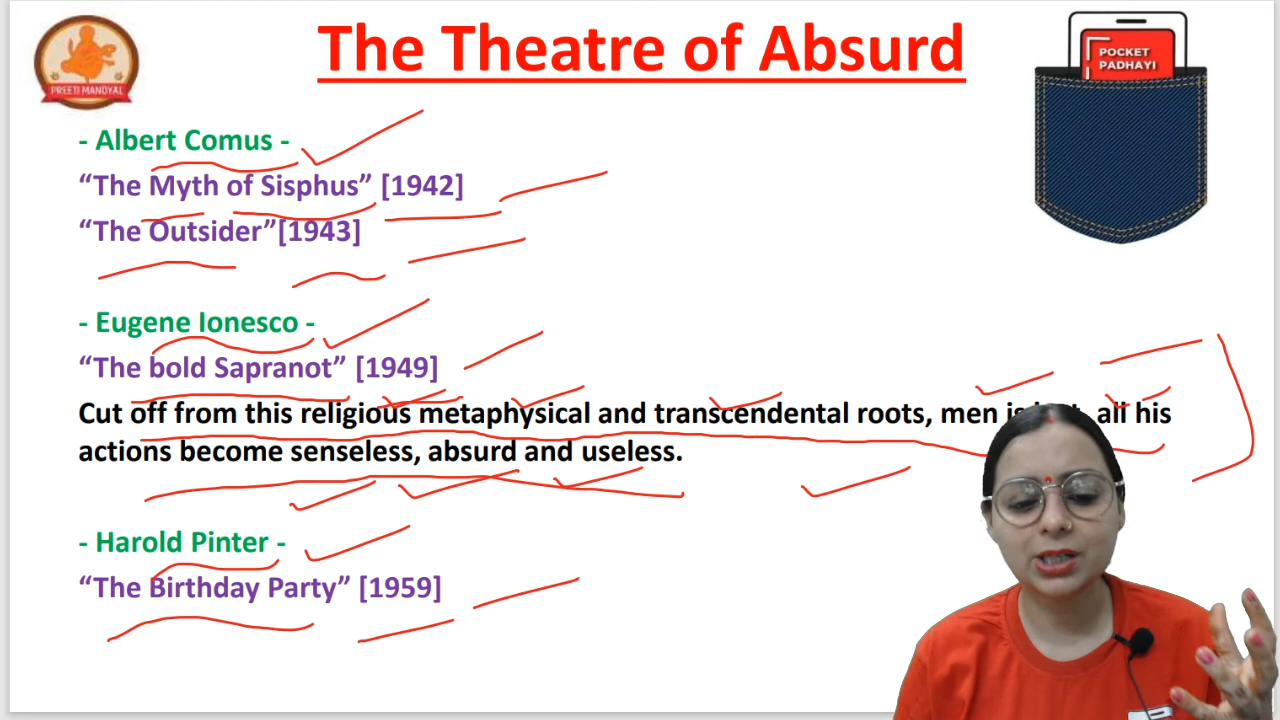 The Theatre of Absurd
PREETI MANDYAL
POCKET
PADHAYI
- Albert Comus -
“The Myth of Sisphus” [1942]
“The Outsider”[1943]
- Eugene Ionesco -
“The bold Sapranot” [1949]
Cut off from this religious metaphysical and transcendental roots, men is all his
actions become senseless, absurd and useless.
- Harold Pinter -
“The Birthday Party” [1959]